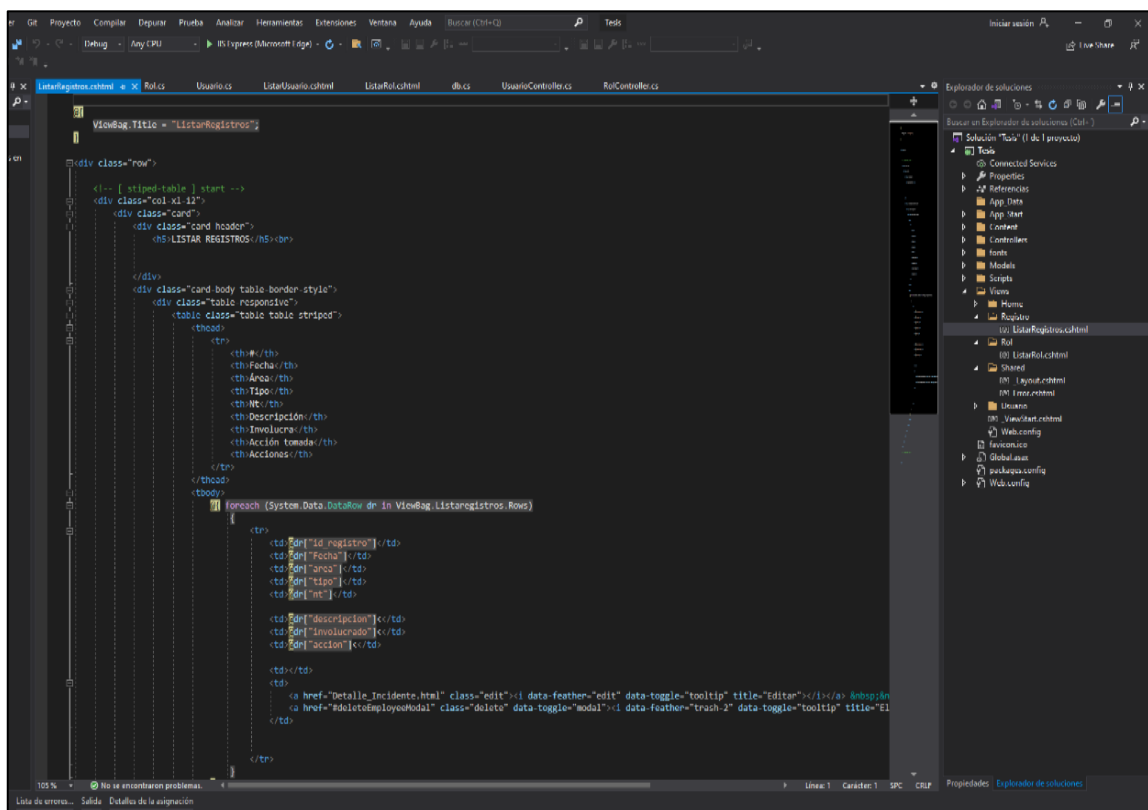 er Git Proyecto Compilar Depurar Prueba Analizar Herramientas Extensiones Ventana Ayuda Buscar (Ctrl+Q) Tesis Iniciar sesión
Debug Any CPU IIS Express (Microsoft Edge) Live Share
ListarRegistros.cshtml Rol.cs Usuario.cs ListarUsuario.cshtml ListarRol.cshtml db.cs UsuarioController.cs RolController.cs
s en
@{
ViewBag.Title = "ListarRegistros";
}
<div class="row">
<!-- [ stiped-table ] start -->
<div class="col-xl-12">
<div class="card">
<div class="card header">
<h5>LISTAR REGISTROS</h5><br>
</div>
<div class="card-body table-border-style">
<div class="table responsive">
<table class="table table striped">
<thead>
<tr>
<th>#</th>
<th>Fecha</th>
<th>Área</th>
<th>Tipo</th>
<th>Nt</th>
<th>Descripción</th>
<th>Involucra</th>
<th>Acción tomada</th>
<th>Acciones</th>
</tr>
</thead>
<tbody>
@{ foreach (System.Data.DataRow dr in ViewBag.Listaregistros.Rows)
{
<tr>
<td>@dr["id_registro"]</td>
<td>@dr["Fecha"]</td>
<td>@dr["area"]</td>
<td>@dr["tipo"]</td>
<td>@dr["nt"]</td>
<td>@dr["descripcion"]<</td>
<td>@dr["involucrado"]<</td>
<td>@dr["accion"]<</td>
<td></td>
<td>
<a href="Detalle_Incidente.html" class="edit"><i data-feather="edit" data-toggle="tooltip" title="Editar"></i></a> &nbsp;&n
<a href="#deleteEmployeeModal" class="delete" data-toggle="modal"><i data-feather="trash-2" data-toggle="tooltip" title="El
</td>
</tr>
}
105 % No se encontraron problemas. Línea: 1 Carácter: 1 SPC CRLF
Lista de errores... Salida Detalles de la asignación
Explorador de soluciones
Buscar en Explorador de soluciones (Ctrl+ )
Solución "Tesis" (1 de 1 proyecto)
Tesis
Connected Services
Properties
Referencias
App_Data
App_Start
Content
Controllers
fonts
Models
Scripts
Views
Home
Registro
ListarRegistros.cshtml
Rol
ListarRol.cshtml
Shared
_Layout.cshtml
Error.cshtml
Usuario
_ViewStart.cshtml
Web.config
favicon.ico
Global.asax
packages.config
Web.config
Propiedades Explorador de soluciones